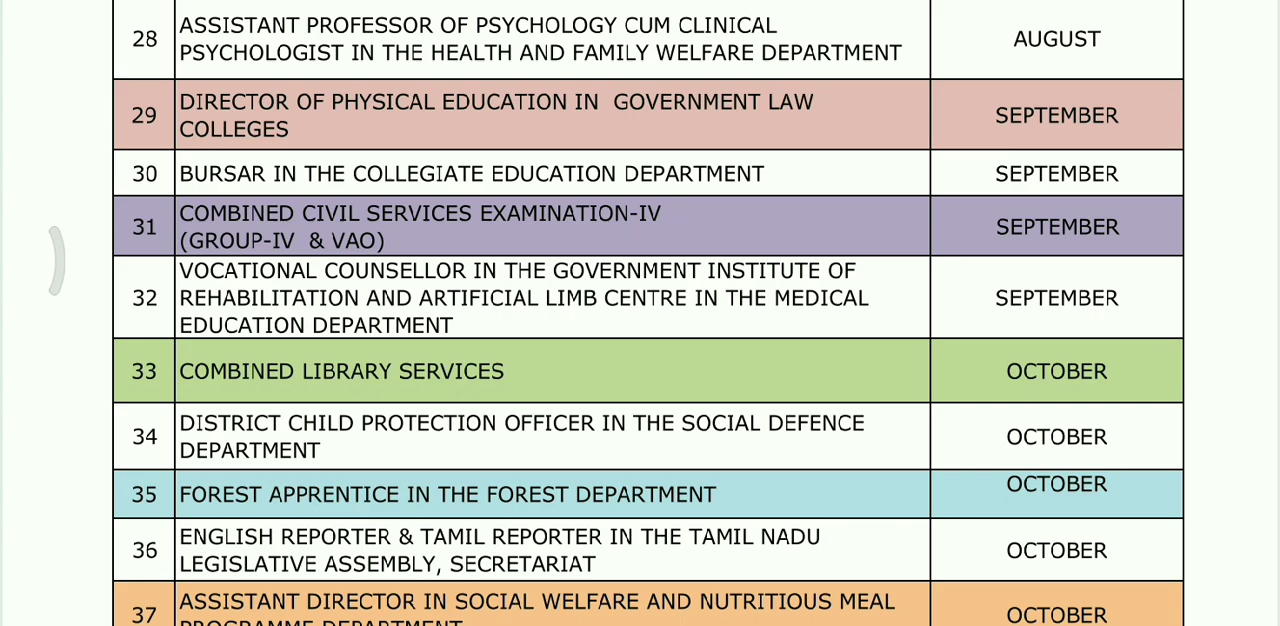 28 ASSISTANT PROFESSOR OF PSYCHOLOGY CUM CLINICAL
PSYCHOLOGIST IN THE HEALTH AND FAMILY WELFARE DEPARTMENT AUGUST
29 DIRECTOR OF PHYSICAL EDUCATION IN GOVERNMENT LAW
COLLEGES SEPTEMBER
30 BURSAR IN THE COLLEGIATE EDUCATION DEPARTMENT SEPTEMBER
31 COMBINED CIVIL SERVICES EXAMINATION-IV
(GROUP-IV & VAO) SEPTEMBER
32 VOCATIONAL COUNSELLOR IN THE GOVERNMENT INSTITUTE OF
REHABILITATION AND ARTIFICIAL LIMB CENTRE IN THE MEDICAL
EDUCATION DEPARTMENT SEPTEMBER
33 COMBINED LIBRARY SERVICES OCTOBER
34 DISTRICT CHILD PROTECTION OFFICER IN THE SOCIAL DEFENCE
DEPARTMENT OCTOBER
35 FOREST APPRENTICE IN THE FOREST DEPARTMENT OCTOBER
36 ENGLISH REPORTER & TAMIL REPORTER IN THE TAMIL NADU
LEGISLATIVE ASSEMBLY, SECRETARIAT OCTOBER
37 ASSISTANT DIRECTOR IN SOCIAL WELFARE AND NUTRITIOUS MEAL
PROGRAMME DEPARTMENT OCTOBER